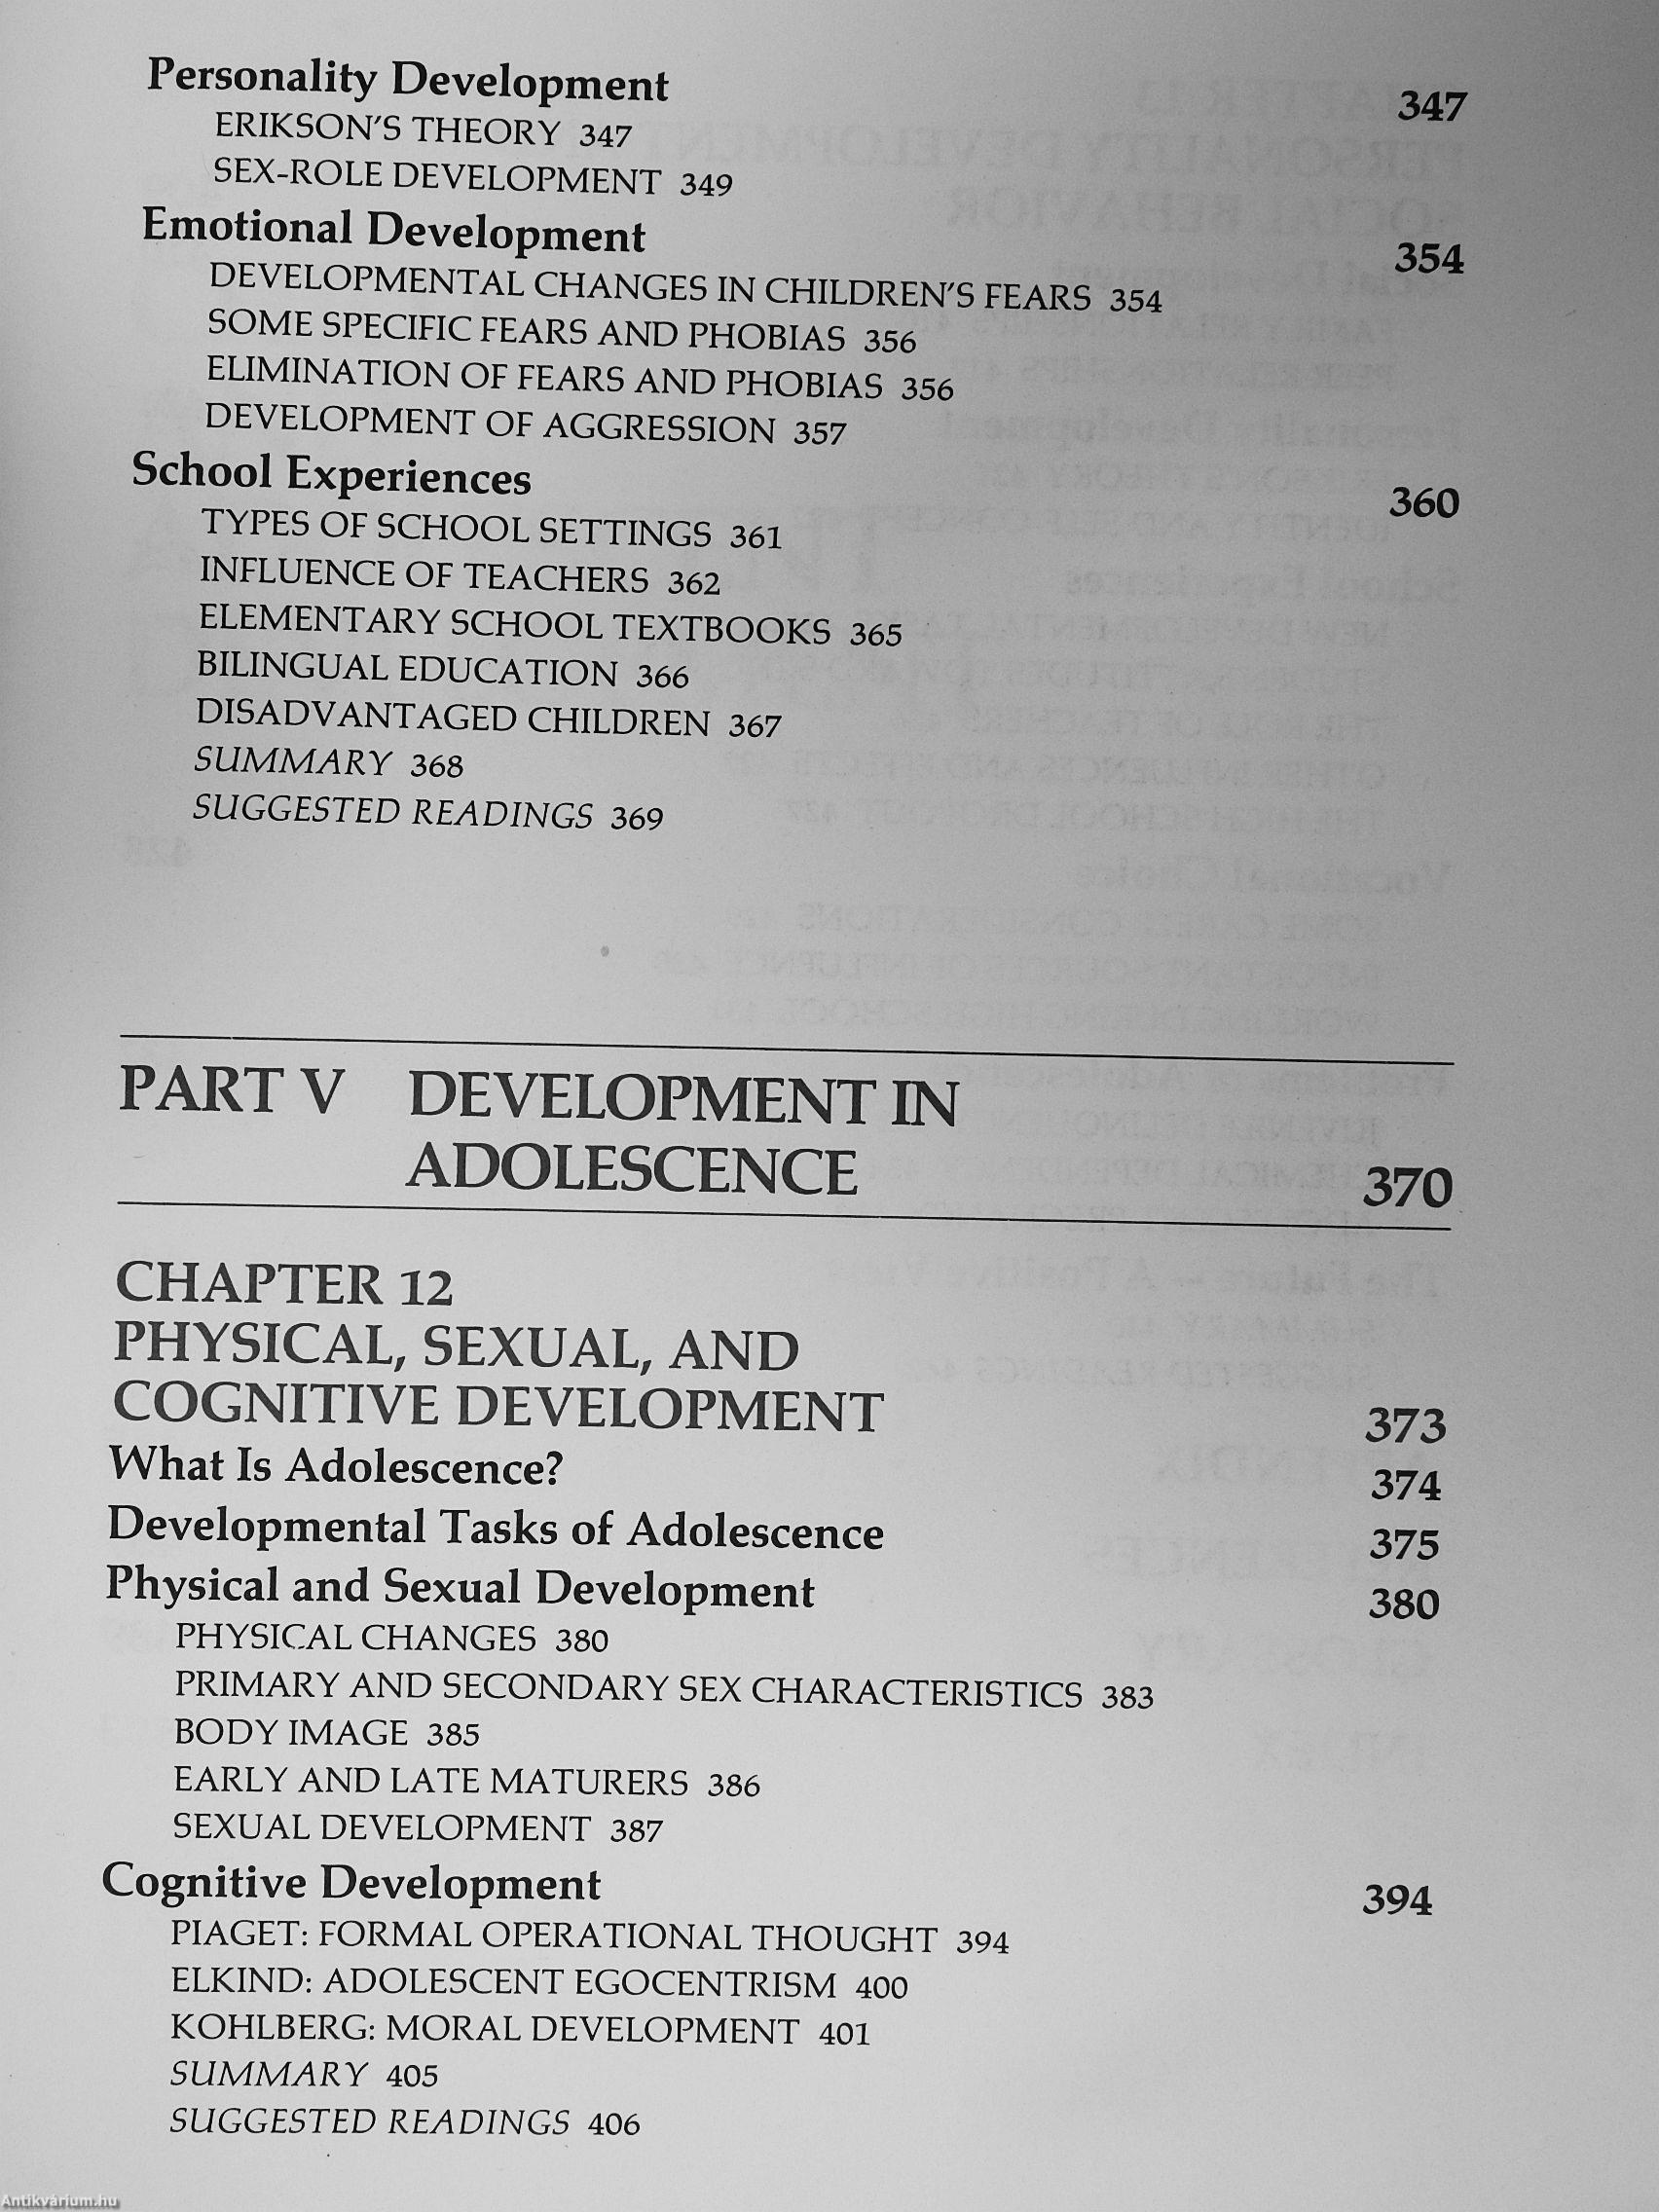 Personality Development 347
ERIKSON'S THEORY 347
SEX-ROLE DEVELOPMENT 349
Emotional Development 354
DEVELOPMENTAL CHANGES IN CHILDREN'S FEARS 354
SOME SPECIFIC FEARS AND PHOBIAS 356
ELIMINATION OF FEARS AND PHOBIAS 356
DEVELOPMENT OF AGGRESSION 357
School Experiences 360
TYPES OF SCHOOL SETTINGS 361
INFLUENCE OF TEACHERS 362
ELEMENTARY SCHOOL TEXTBOOKS 365
BILINGUAL EDUCATION 366
DISADVANTAGED CHILDREN 367
SUMMARY 368
SUGGESTED READINGS 369
PART V DEVELOPMENT IN
ADOLESCENCE 370
CHAPTER 12
PHYSICAL, SEXUAL, AND
COGNITIVE DEVELOPMENT 373
What Is Adolescence? 374
Developmental Tasks of Adolescence 375
Physical and Sexual Development 380
PHYSICAL CHANGES 380
PRIMARY AND SECONDARY SEX CHARACTERISTICS 383
BODY IMAGE 385
EARLY AND LATE MATURERS 386
SEXUAL DEVELOPMENT 387
Cognitive Development 394
PIAGET: FORMAL OPERATIONAL THOUGHT 394
ELKIND: ADOLESCENT EGOCENTRISM 400
KOHLBERG: MORAL DEVELOPMENT 401
SUMMARY 405
SUGGESTED READINGS 406
Antikvárium.hu